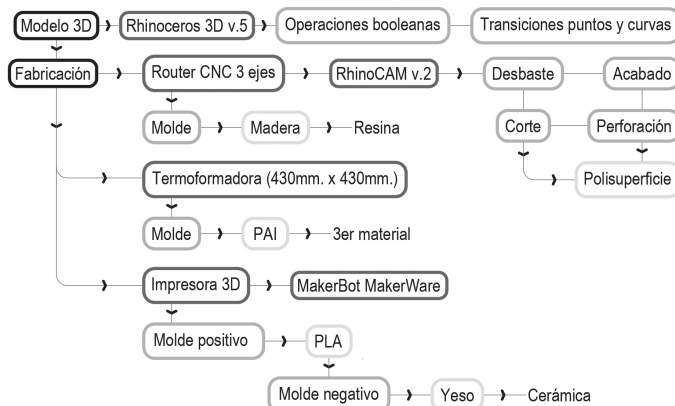 Modelo 3D Rhinoceros 3D v.5 Operaciones booleanas Transiciones puntos y curvas
Fabricación Router CNC 3 ejes RhinoCAM v.2 Desbaste Acabado
Molde Madera Resina Corte Perforación
Termoformadora (430mm. x 430mm.) Polisuperficie
Molde PAI 3er material
Impresora 3D MakerBot MakerWare
Molde positivo PLA
Molde negativo Yeso Cerámica